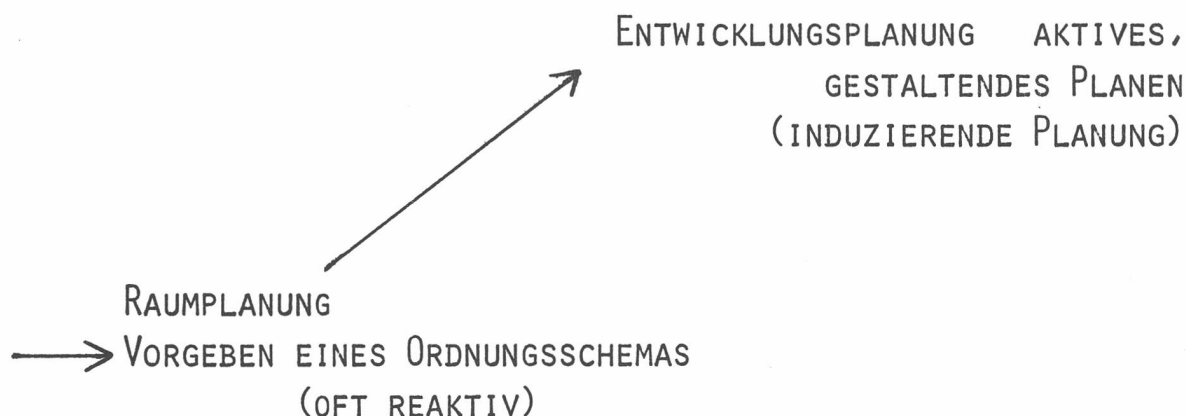 ENTWICKLUNGSPLANUNG AKTIVES,
GESTALTENDES PLANEN
(INDUZIERENDE PLANUNG)
RAUMPLANUNG
VORGEBEN EINES ORDNUNGSSCHEMAS
(OFT REAKTIV)